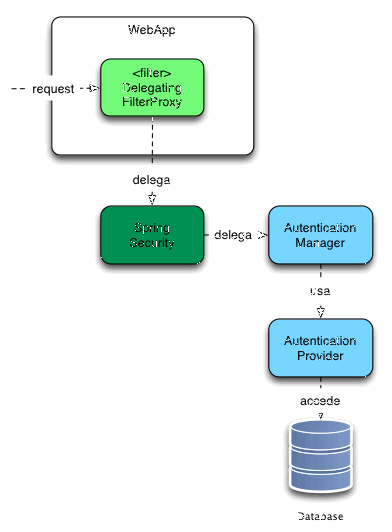 WebApp
<filter>
Delegating
FilterProxy
request
delega
Spring
Security
delega
Autentication
Manager
usa
Autentication
Provider
accede
Database